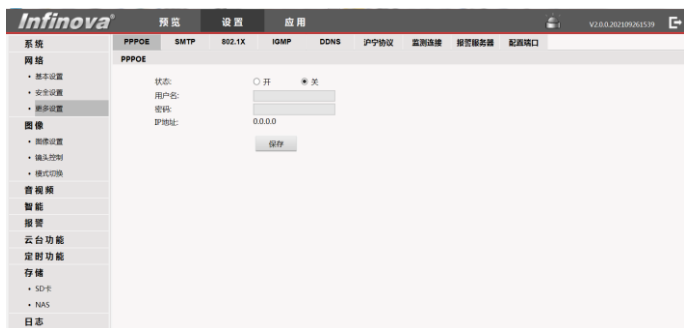 Infinova®
预览 设置 应用
V2.0.0.202109261539
系统
网络
• 基本设置
• 安全设置
• 更多设置
图像
• 图像设置
• 镜头控制
• 模式切换
音视频
智能
报警
云台功能
定时功能
存储
• SD卡
• NAS
日志
PPPOE SMTP 802.1X IGMP DDNS 沪宁协议 监测连接 报警服务器 配置端口
PPPOE
状态: 开 关
用户名:
密码:
IP地址: 0.0.0.0
保存